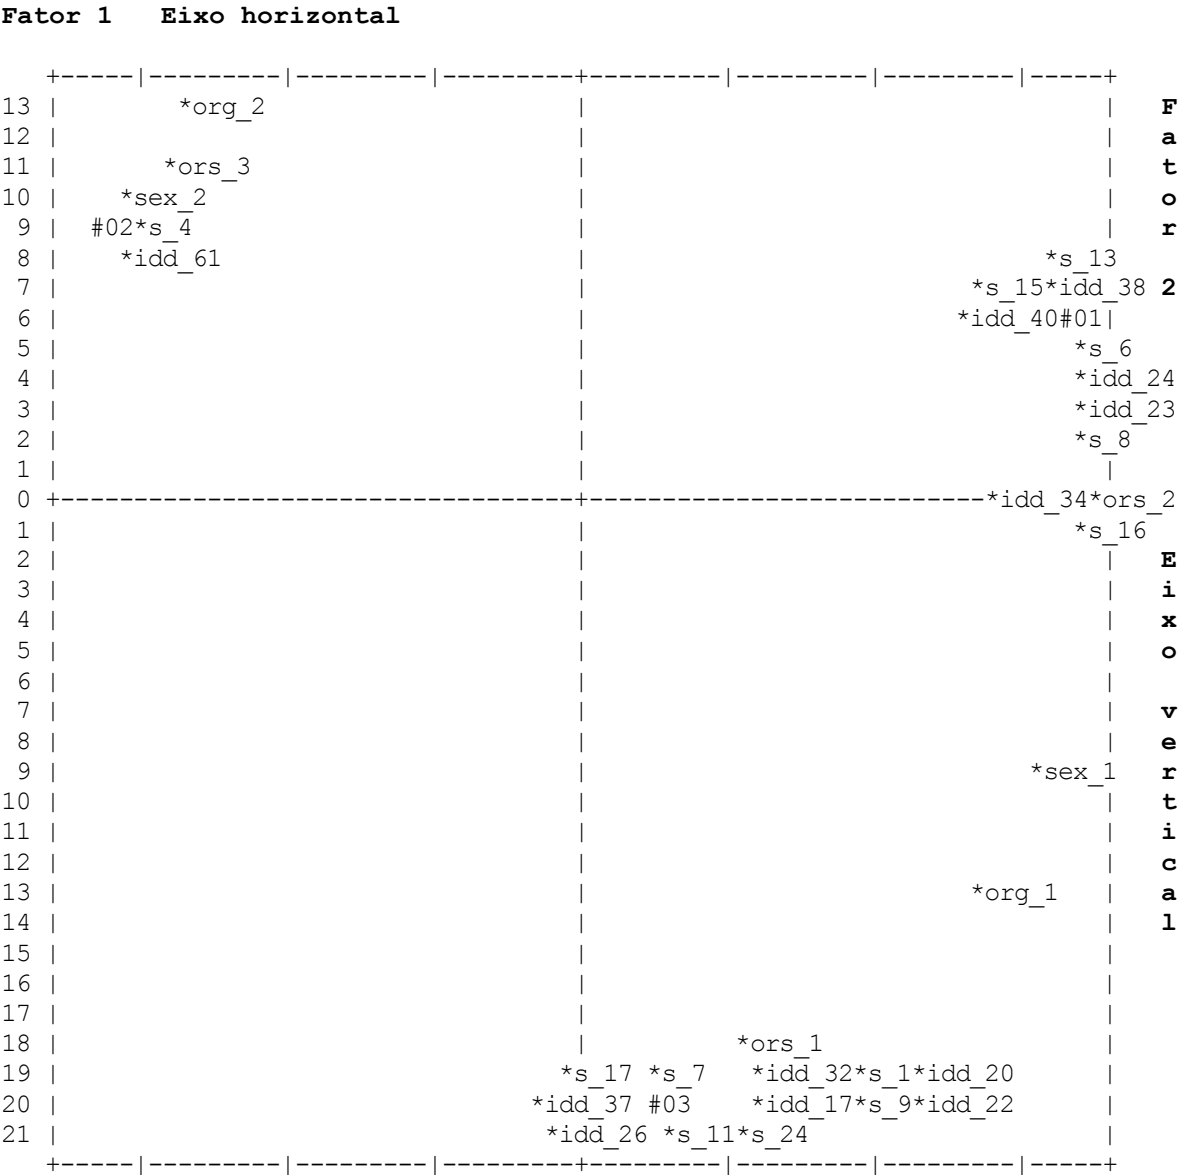 Fator 1   Eixo horizontal
   +-----|---------|---------|---------+---------|---------|---------|-----+
13 |        *org_2                     |                                   |   F
12 |                                   |                                   |   a
11 |       *ors_3                      |                                   |   t
10 |    *sex_2                         |                                   |   o
 9 |  #02*s_4                          |                                   |   r
 8 |    *idd_61                        |                               *s_13
 7 |                                   |                          *s_15*idd_38 2
 6 |                                   |                         *idd_40#01|
 5 |                                   |                                 *s_6
 4 |                                   |                                 *idd_24
 3 |                                   |                                 *idd_23
 2 |                                   |                                 *s_8
 1 |                                   |                                   |
 0 +-----------------------------------+---------------------------*idd_34*ors_2
 1 |                                   |                                 *s_16
 2 |                                   |                                   |   E
 3 |                                   |                                   |   i
 4 |                                   |                                   |   x
 5 |                                   |                                   |   o
 6 |                                   |                                   |
 7 |                                   |                                   |   v
 8 |                                   |                                   |   e
 9 |                                   |                              *sex_1   r
10 |                                   |                                   |   t
11 |                                   |                                   |   i
12 |                                   |                                   |   c
13 |                                   |                          *org_1   |   a
14 |                                   |                                   |   l
15 |                                   |                                   |
16 |                                   |                                   |
17 |                                   |                                   |
18 |                                   |          *ors_1                   |
19 |                                  *s_17 *s_7   *idd_32*s_1*idd_20      |
20 |                                *idd_37 #03    *idd_17*s_9*idd_22      |
21 |                                 *idd_26 *s_11*s_24                    |
   +-----|---------|---------|---------+---------|---------|---------|-----+